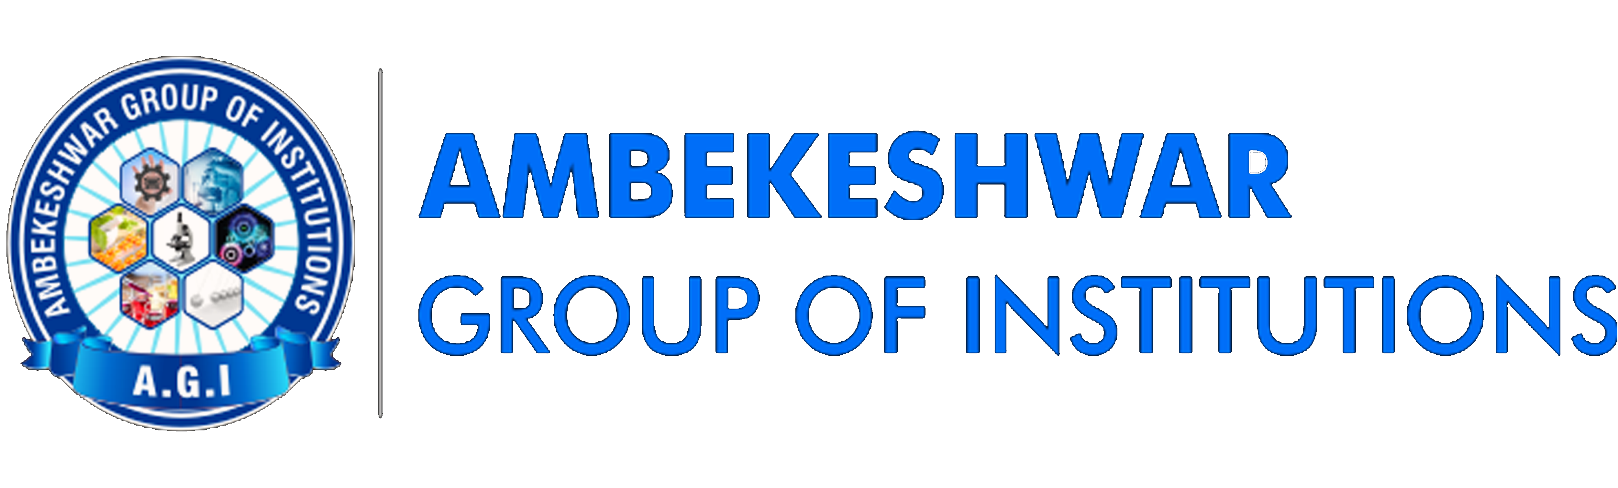 AMBEKESHWAR GROUP OF INSTITUTIONS
A.G.I
AMBEKESHWAR
GROUP OF INSTITUTIONS